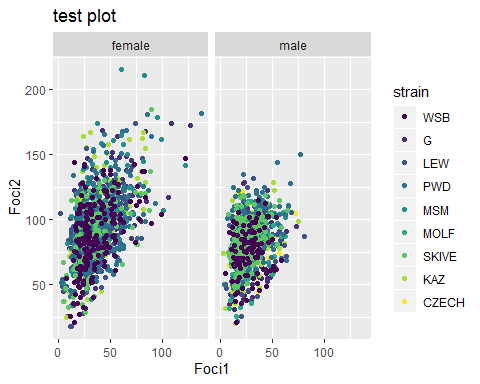 test plot
female
male
200
150
100
50
0
50
100
0
50
100
Foci2
Foci1
strain
WSB
G
LEW
PWD
MSM
MOLF
SKIVE
KAZ
CZECH